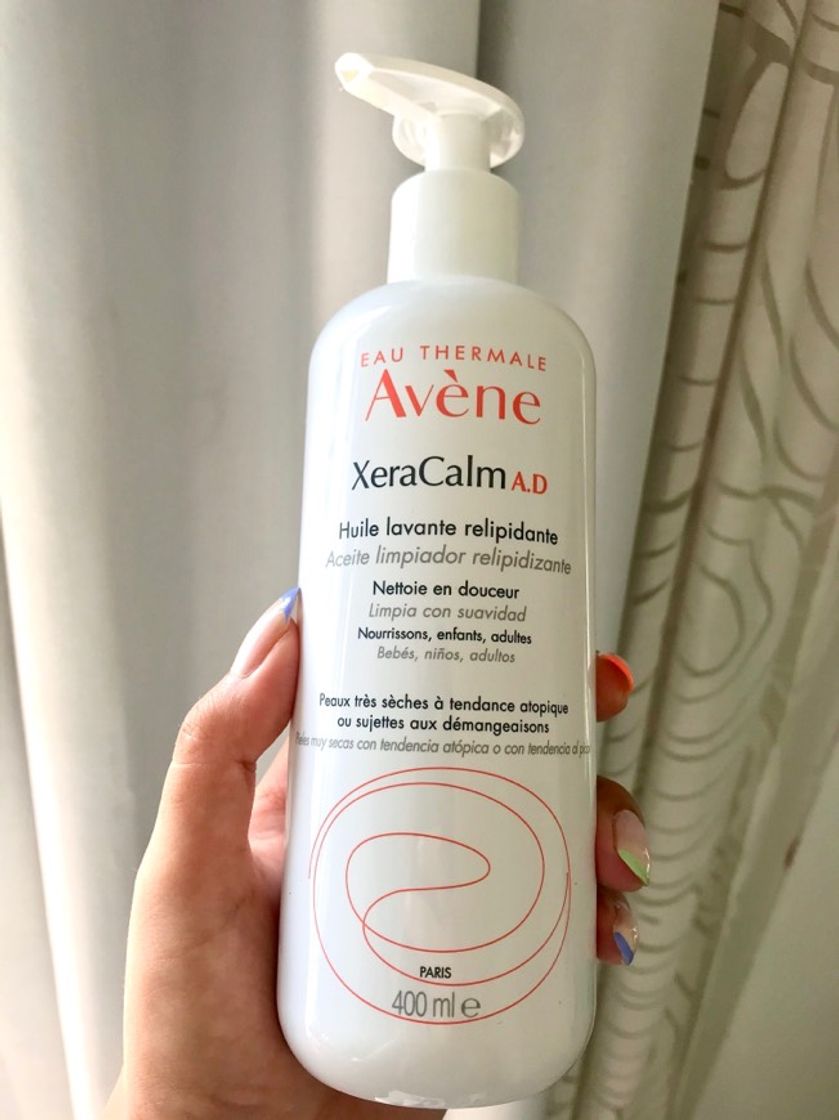 EAU THERMALE
Avène
XeraCalm A.D
Huile lavante relipidante
Aceite limpiador relipidizante
Nettoie en douceur
Limpia con suavidad
Nourrissons, enfants, adultes
Bebés, niños, adultos
Peaux très sèches à tendance atopique
ou sujettes aux démangeaisons
Pieles muy secas con tendencia atópica o con tendencia al
PARIS
400 ml e